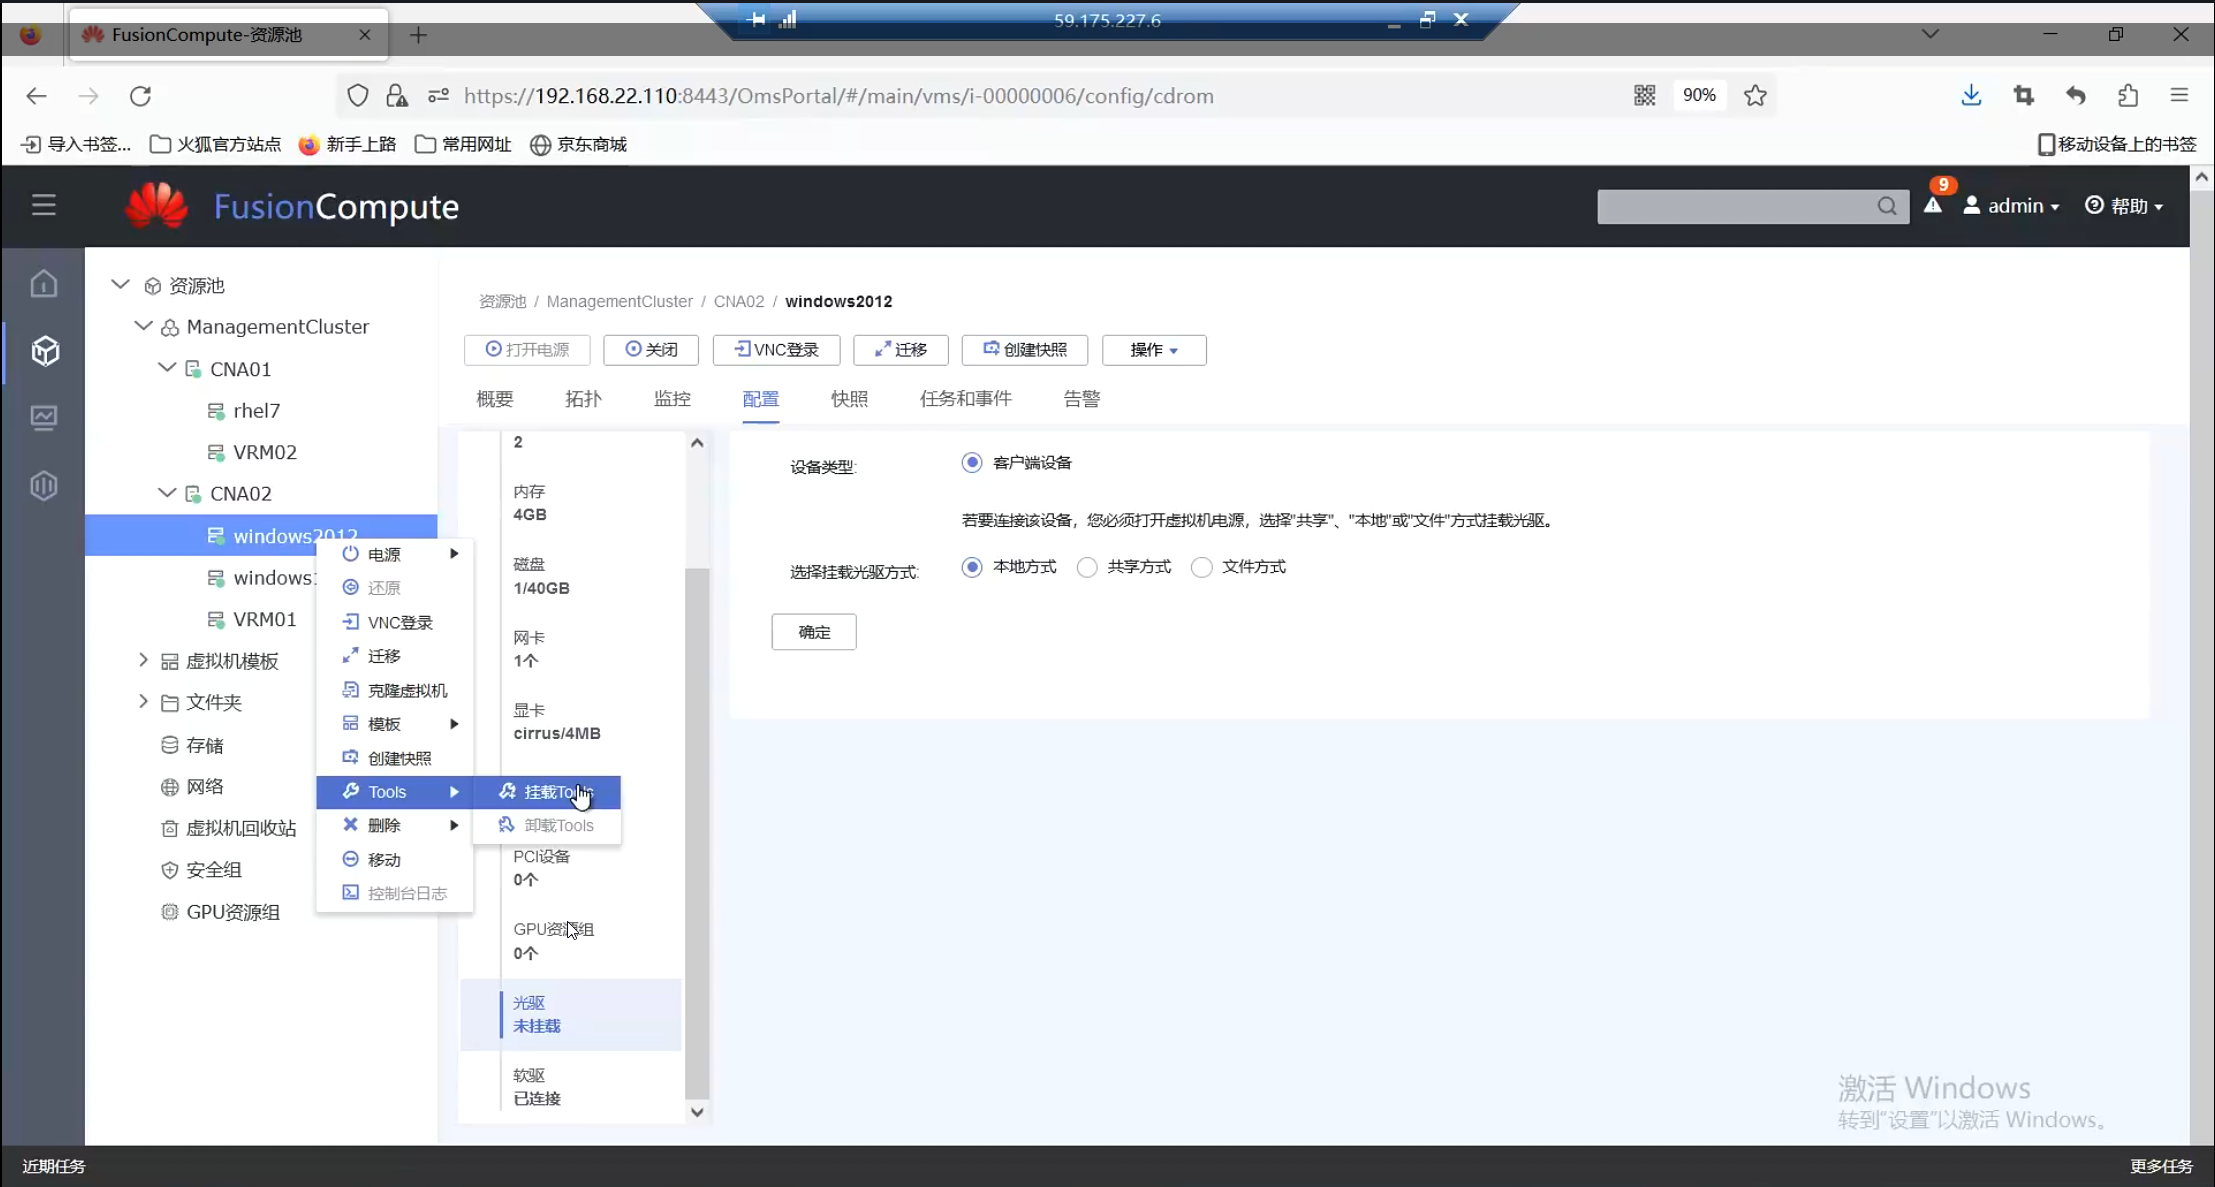 59.175.227.6
FusionCompute-资源池
https://192.168.22.110:8443/OmsPortal/#/main/vms/i-00000006/config/cdrom
90%
导入书签...
火狐官方站点
新手上路
常用网址
京东商城
移动设备上的书签
FusionCompute
9
admin
帮助
资源池
ManagementCluster
CNA01
rhel7
VRM02
CNA02
windows2012
windows
VRM01
虚拟机模板
文件夹
存储
网络
虚拟机回收站
安全组
GPU资源组
电源
还原
VNC登录
迁移
克隆虚拟机
模板
创建快照
Tools
删除
移动
控制台日志
挂载Tools
卸载Tools
资源池 / ManagementCluster / CNA02 / windows2012
打开电源
关闭
VNC登录
迁移
创建快照
操作
概要
拓扑
监控
配置
快照
任务和事件
告警
2
内存
4GB
磁盘
1/40GB
网卡
1个
显卡
cirrus/4MB
PCI设备
0个
GPU资源组
0个
光驱
未挂载
软驱
已连接
设备类型:
客户端设备
若要连接该设备，您必须打开虚拟机电源，选择"共享"、"本地"或"文件"方式挂载光驱。
选择挂载光驱方式:
本地方式
共享方式
文件方式
确定
激活 Windows
转到"设置"以激活 Windows。
近期任务
更多任务